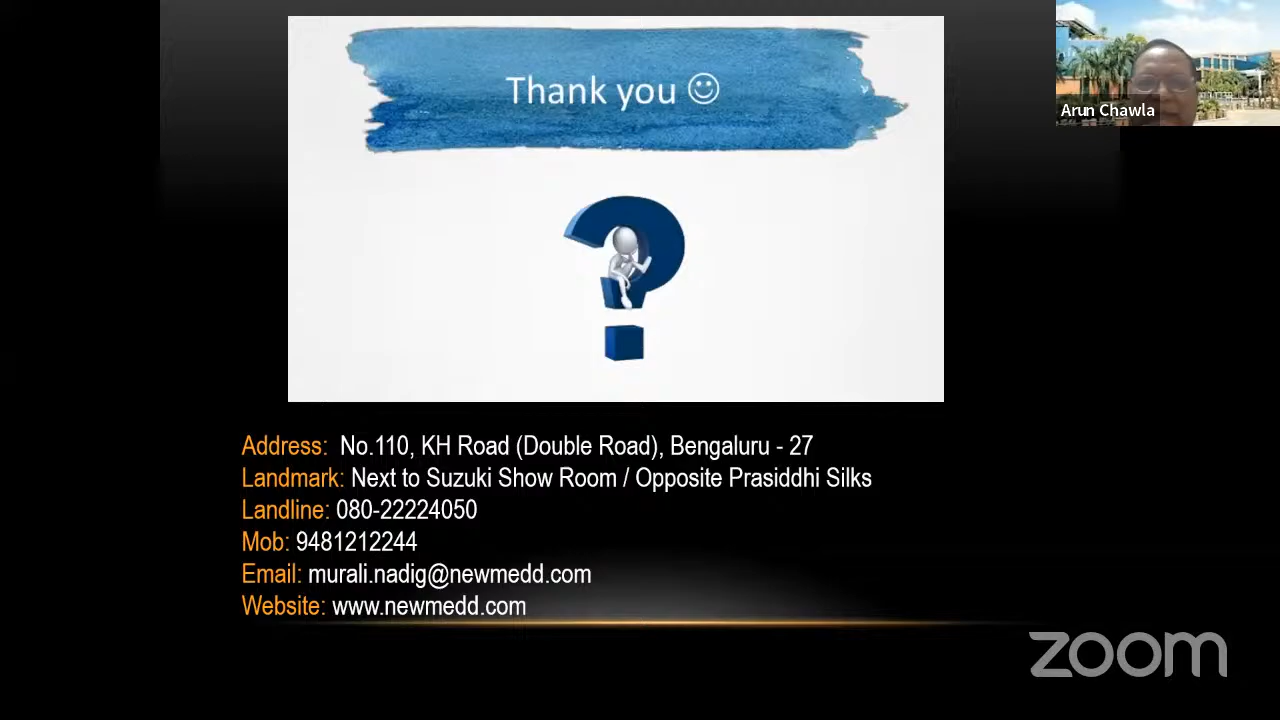 Thank you ☺
Arun Chawla
Address: No.110, KH Road (Double Road), Bengaluru - 27
Landmark: Next to Suzuki Show Room / Opposite Prasiddhi Silks
Landline: 080-22224050
Mob: 9481212244
Email: murali.nadig@newmedd.com
Website: www.newmedd.com
zoom